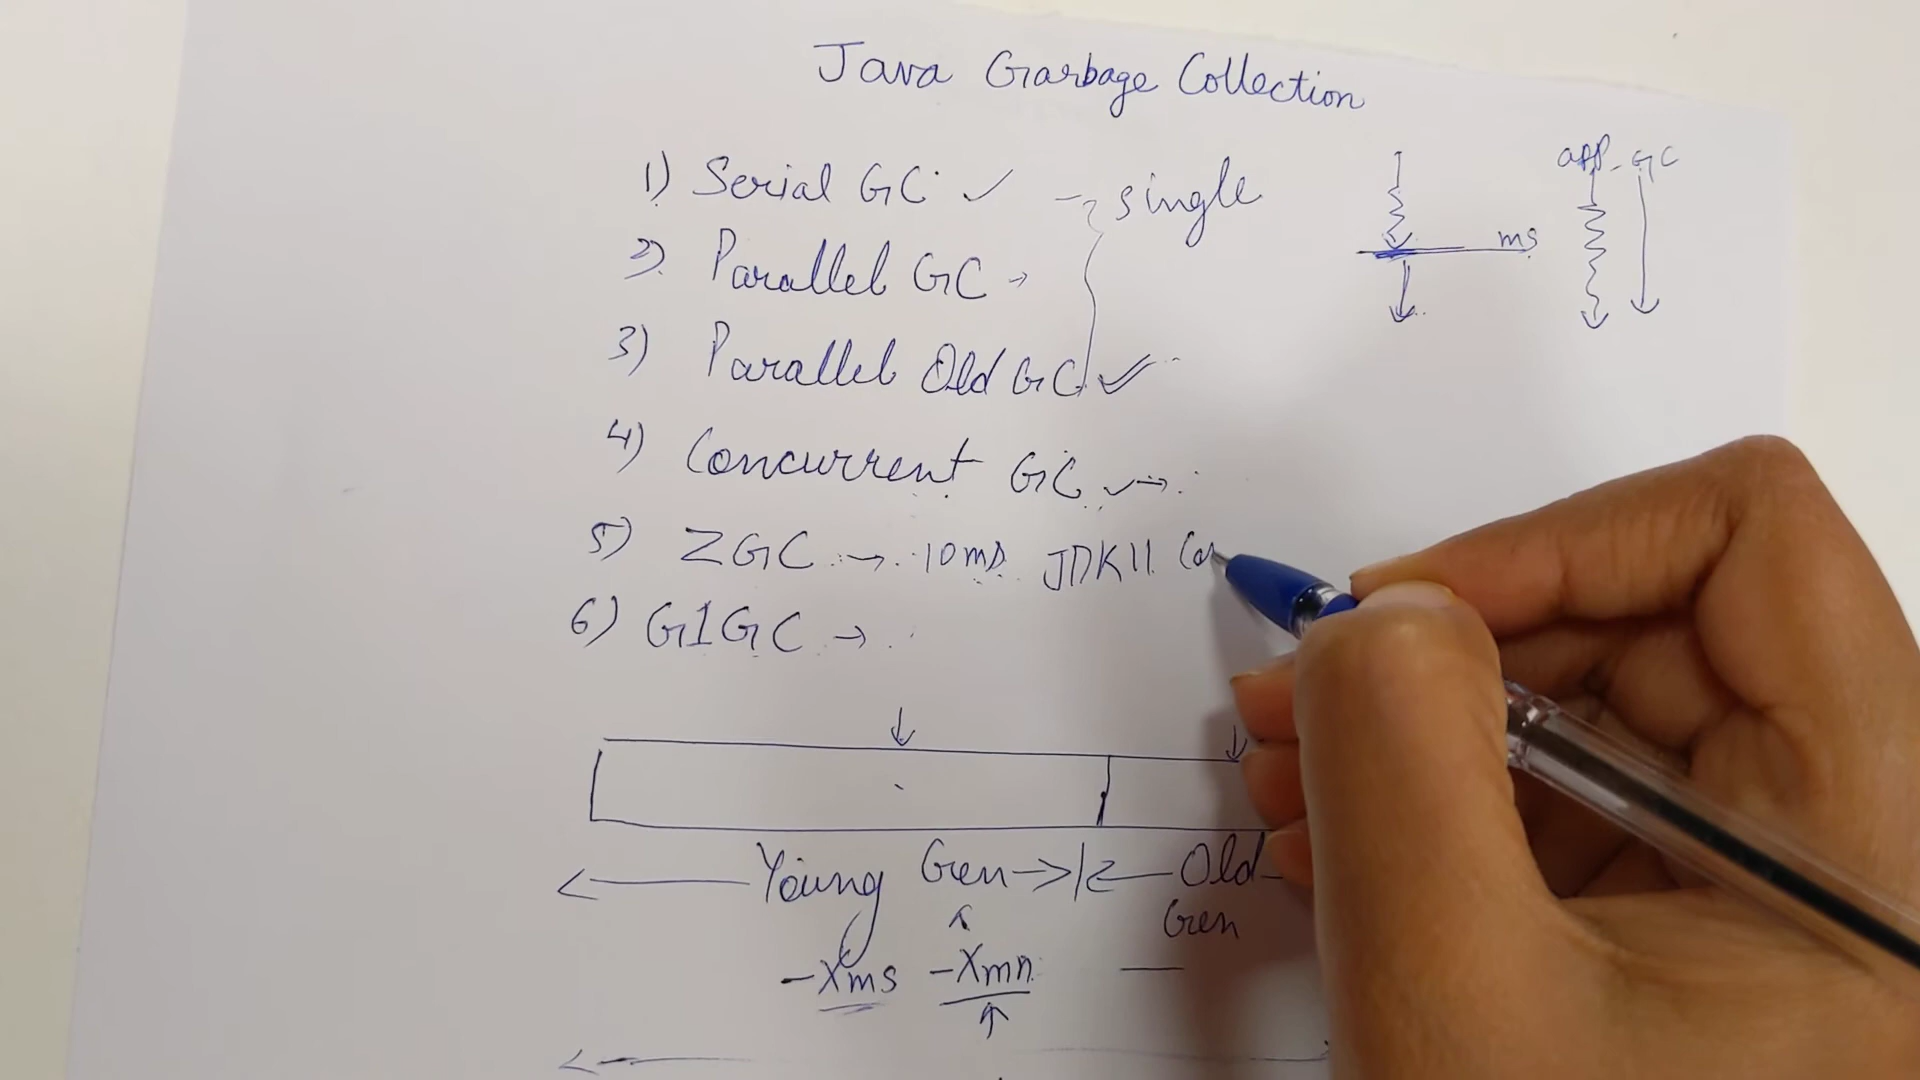 Java Garbage Collection
1) Serial GC ✓ - single
2) Parallel GC →
3) Parallel Old GC ✓
4) Concurrent GC ✓→
5) ZGC → 10ms JDK11
6) G1GC →
ms
app GC
Young Gen → ← Old
Gen
-Xms -Xmn